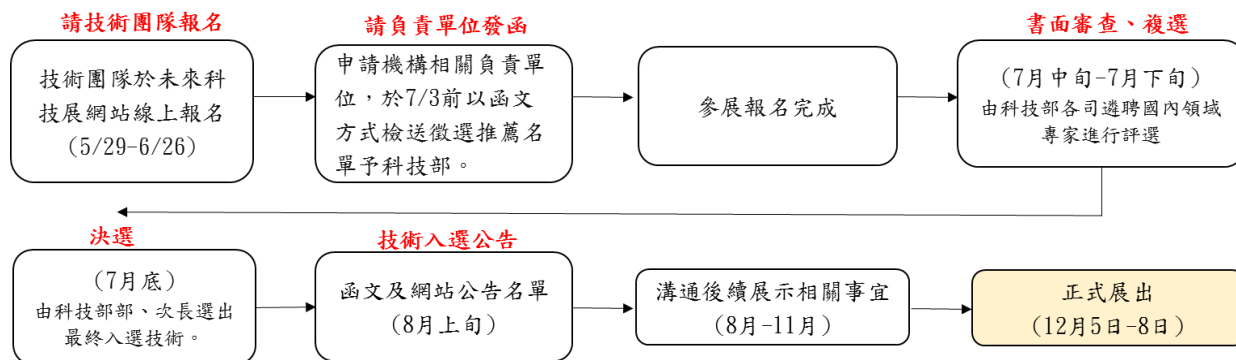 請技術團隊報名
技術團隊於未來科
技展網站線上報名
(5/29-6/26)
請負責單位發函
申請機構相關負責單
位，於7/3前以函文
方式檢送徵選推薦名
單予科技部。
參展報名完成
書面審查、複選
(7月中旬-7月下旬)
由科技部各司遴聘國內領域
專家進行評選
決選
(7月底)
由科技部部、次長選出
最終入選技術。
技術入選公告
函文及網站公告名單
(8月上旬)
溝通後續展示相關事宜
(8月-11月)
正式展出
(12月5日-8日)